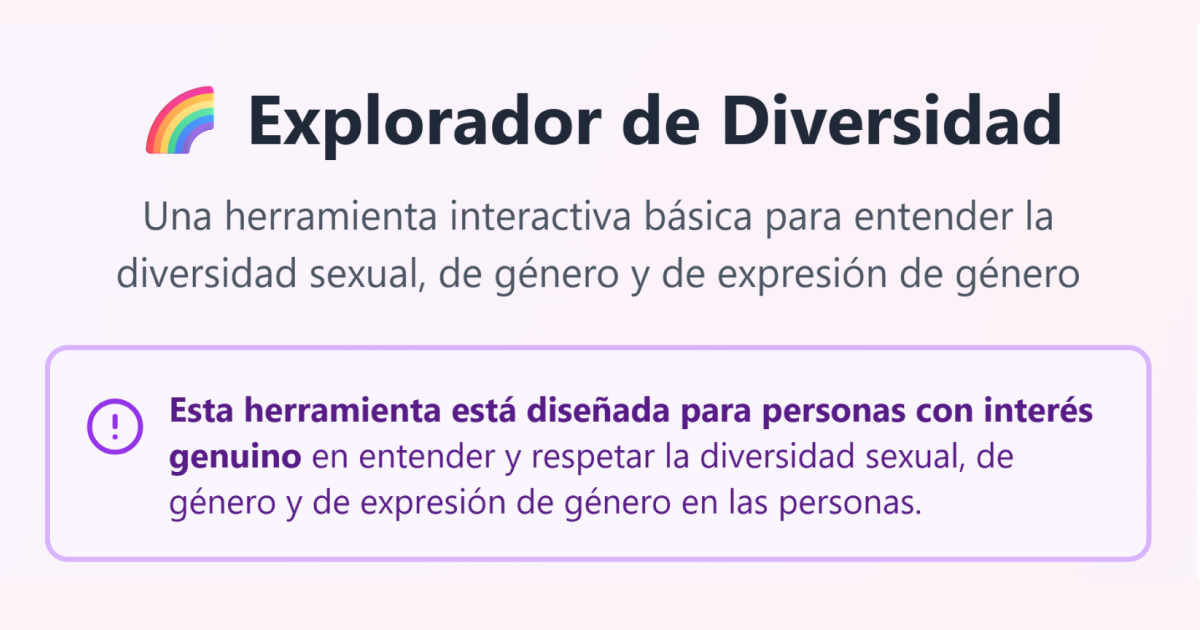 Explorador de Diversidad
Una herramienta interactiva básica para entender la
diversidad sexual, de género y de expresión de género
Esta herramienta está diseñada para personas con interés
genuino en entender y respetar la diversidad sexual, de
género y de expresión de género en las personas.